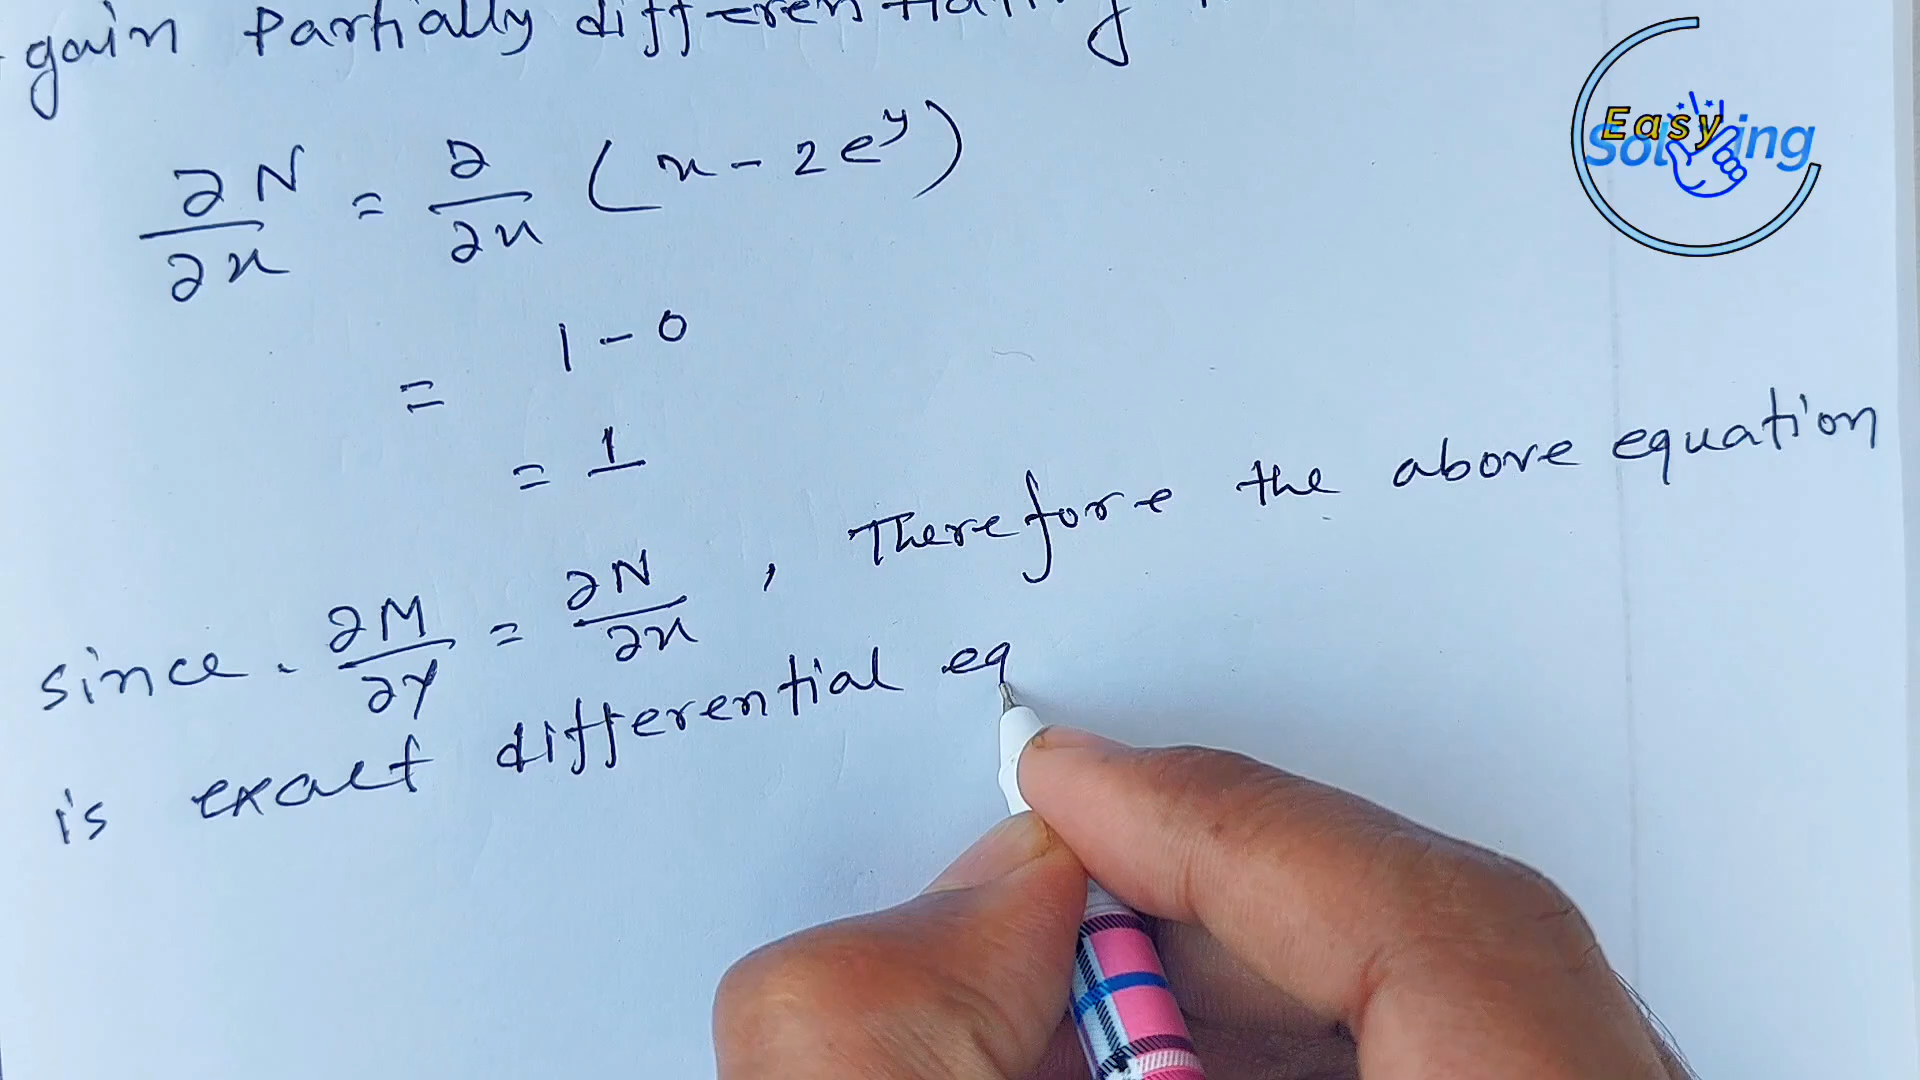 gain Partially differentiating
∂N/∂x = ∂/∂x (x - 2e^y)
= 1 - 0
= 1
since. ∂M/∂y = ∂N/∂x , Therefore the above equation
is exact differential eq
Easy
Solving